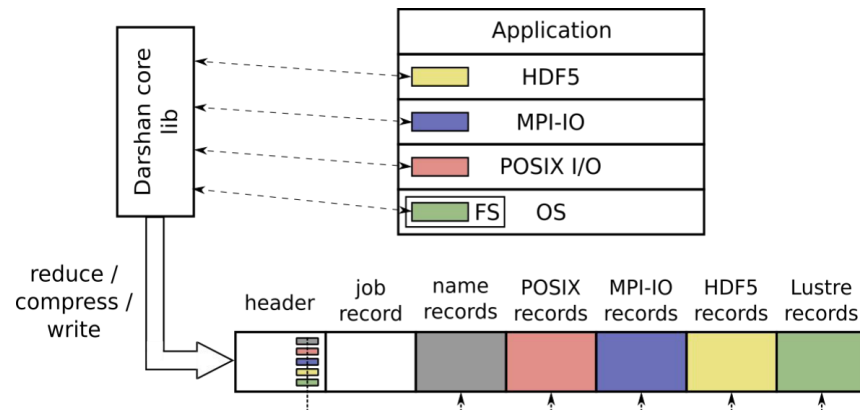 Darshan core
lib
Application
HDF5
MPI-IO
POSIX I/O
FS OS
reduce /
compress /
write
header
job
record
name
records
POSIX
records
MPI-IO
records
HDF5
records
Lustre
records